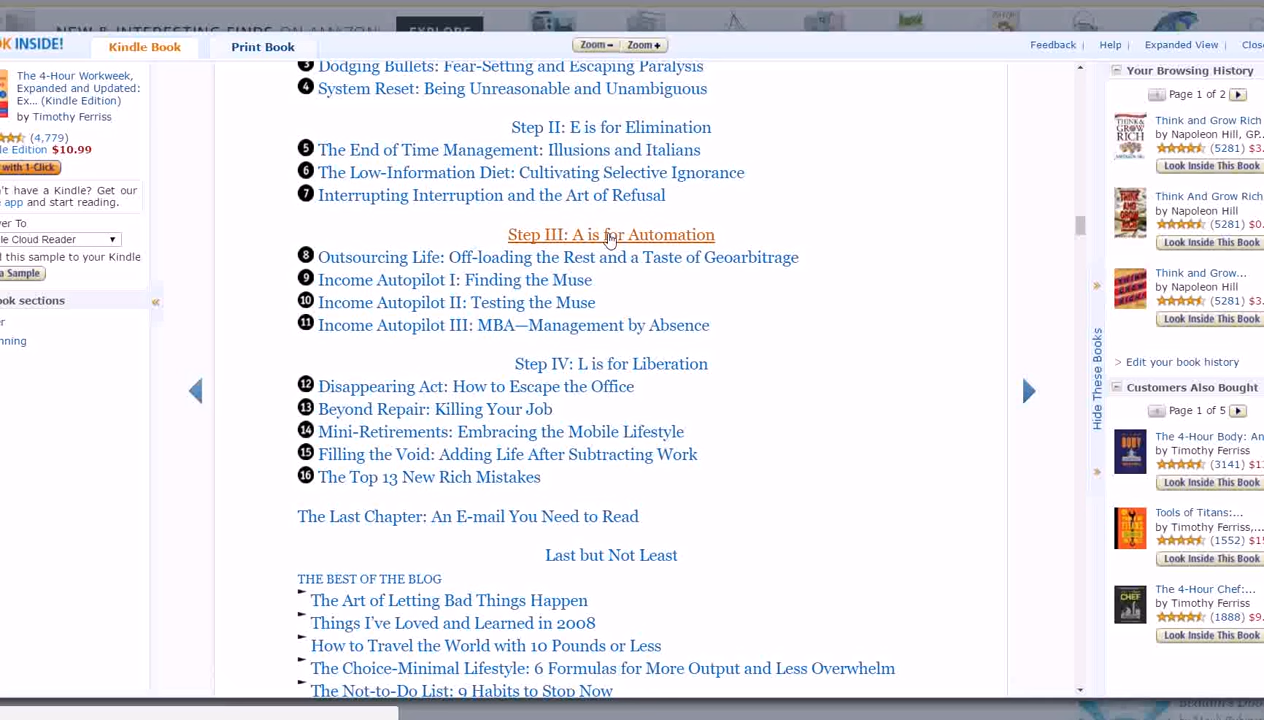 NEW & INTERESTING FINDS ON AMAZON EXPLORE
OK INSIDE!
Kindle Book
Print Book
Zoom -
Zoom +
Feedback
Help
Expanded View
The 4-Hour Workweek,
Expanded and Updated:
Ex... (Kindle Edition)
by Timothy Ferriss
(4,779)
Edition $10.99
with 1-Click
have a Kindle? Get our
app and start reading.
Cloud Reader
this sample to your Kindle
a Sample
sections
3 Dodging Bullets: Fear-Setting and Escaping Paralysis
4 System Reset: Being Unreasonable and Unambiguous
Step II: E is for Elimination
5 The End of Time Management: Illusions and Italians
6 The Low-Information Diet: Cultivating Selective Ignorance
7 Interrupting Interruption and the Art of Refusal
Step III: A is for Automation
8 Outsourcing Life: Off-loading the Rest and a Taste of Geoarbitrage
9 Income Autopilot I: Finding the Muse
10 Income Autopilot II: Testing the Muse
11 Income Autopilot III: MBA—Management by Absence
Step IV: L is for Liberation
12 Disappearing Act: How to Escape the Office
13 Beyond Repair: Killing Your Job
14 Mini-Retirements: Embracing the Mobile Lifestyle
15 Filling the Void: Adding Life After Subtracting Work
16 The Top 13 New Rich Mistakes
The Last Chapter: An E-mail You Need to Read
Last but Not Least
THE BEST OF THE BLOG
The Art of Letting Bad Things Happen
Things I've Loved and Learned in 2008
How to Travel the World with 10 Pounds or Less
The Choice-Minimal Lifestyle: 6 Formulas for More Output and Less Overwhelm
The Not-to-Do List: 9 Habits to Stop Now
Hide These Books
Your Browsing History
Page 1 of 2
Think and Grow Rich
by Napoleon Hill, GP..
(5281) $3.
Look Inside This Book
Think And Grow Rich
by Napoleon Hill
(5281) $0.
Look Inside This Book
Think and Grow...
by Napoleon Hill
(5281) $3.
Look Inside This Book
> Edit your book history
Customers Also Bought
Page 1 of 5
The 4-Hour Body: An
by Timothy Ferriss
(3141) $1
Look Inside This Book
Tools of Titans:...
by Timothy Ferriss,...
(1552) $1
Look Inside This Book
The 4-Hour Chef:...
by Timothy Ferriss
(1888) $9.
Look Inside This Book